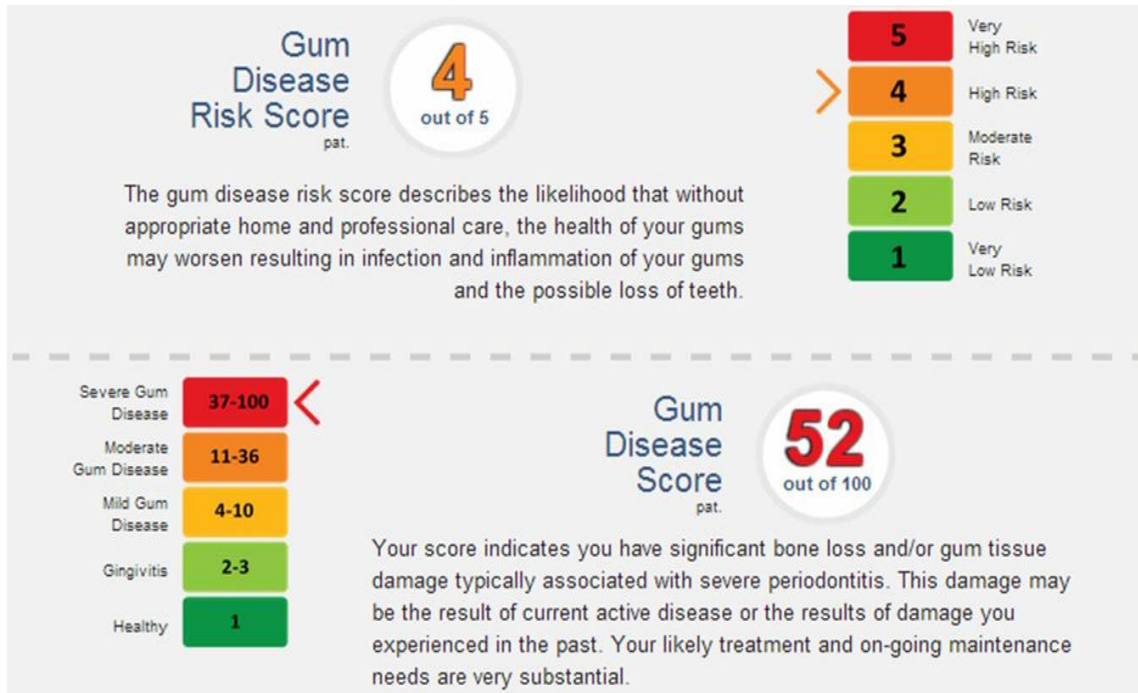 Gum
Disease
Risk Score
pat.
4
out of 5
The gum disease risk score describes the likelihood that without
appropriate home and professional care, the health of your gums
may worsen resulting in infection and inflammation of your gums
and the possible loss of teeth.
5 Very
High Risk
4 High Risk
3 Moderate
Risk
2 Low Risk
1 Very
Low Risk
Severe Gum
Disease 37-100
Moderate
Gum Disease 11-36
Mild Gum
Disease 4-10
Gingivitis 2-3
Healthy 1
Gum
Disease
Score
pat.
52
out of 100
Your score indicates you have significant bone loss and/or gum tissue
damage typically associated with severe periodontitis. This damage may
be the result of current active disease or the results of damage you
experienced in the past. Your likely treatment and on-going maintenance
needs are very substantial.